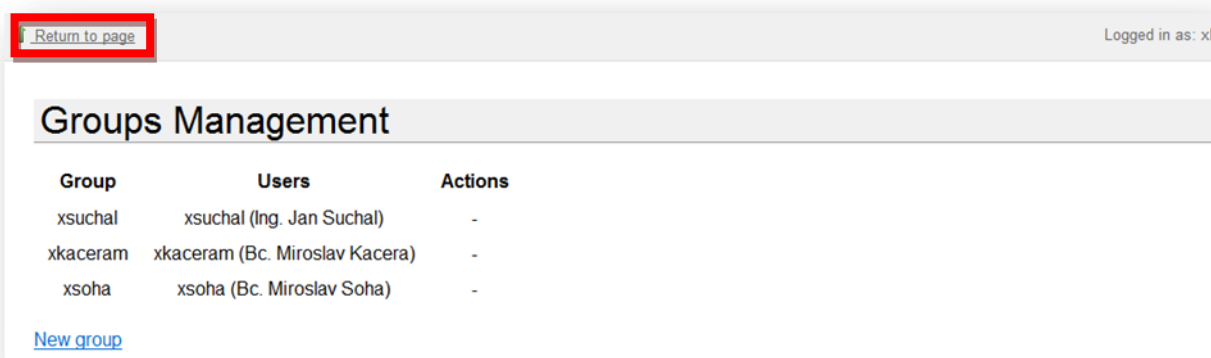 Return to page
Logged in as:
Groups Management
Group Users Actions
xsuchal xsuchal (Ing. Jan Suchal) -
xkaceram xkaceram (Bc. Miroslav Kacera) -
xsoha xsoha (Bc. Miroslav Soha) -
New group